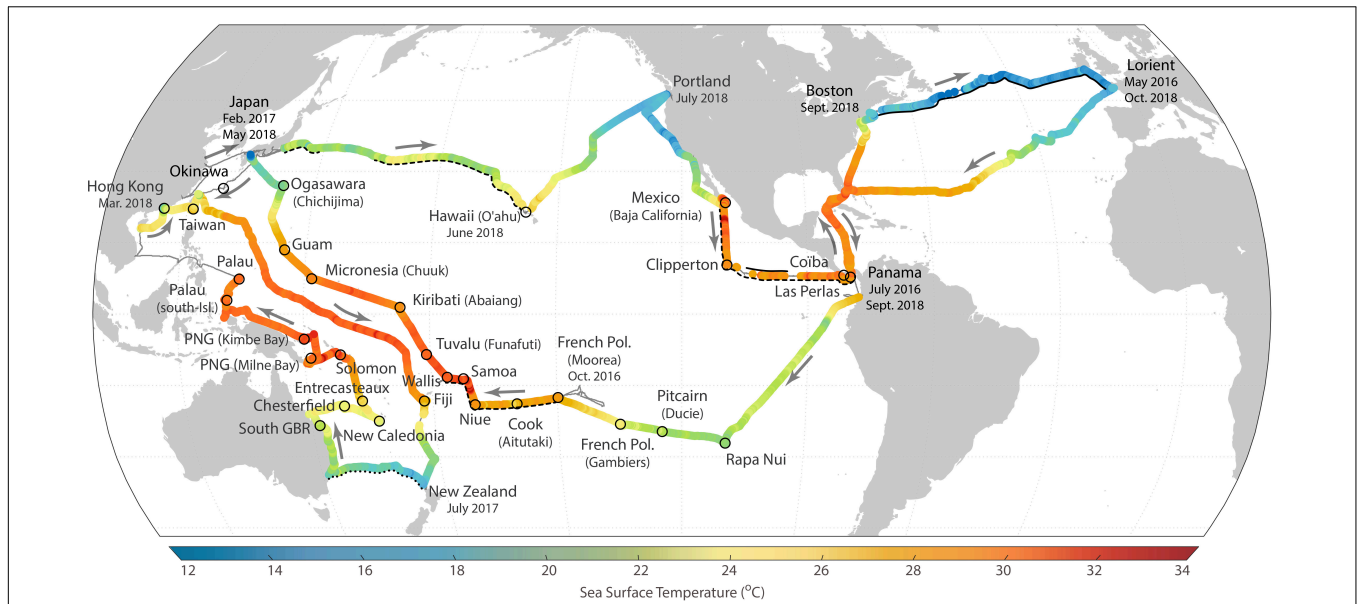 Portland
July 2018
Lorient
May 2016
Oct. 2018
Boston
Sept. 2018
Japan
Feb. 2017
May 2018
Okinawa
Hong Kong
Mar. 2018
Taiwan
Ogasawara
(Chichijima)
Hawaii (O'ahu)
June 2018
Mexico
(Baja California)
Guam
Micronesia (Chuuk)
Palau
Palau
(south-Isl.)
Clipperton
Coïba
Las Perlas
Panama
July 2016
Sept. 2018
Kiribati (Abaiang)
PNG (Kimbe Bay)
PNG (Milne Bay)
Tuvalu (Funafuti)
Solomon
Wallis
Samoa
French Pol.
(Moorea)
Oct. 2016
Entrecasteaux
Chesterfield
Fiji
Niue
Cook
(Aitutaki)
Pitcairn
(Ducie)
South GBR
New Caledonia
French Pol.
(Gambiers)
Rapa Nui
New Zealand
July 2017
12 14 16 18 20 22 24 26 28 30 32 34
Sea Surface Temperature (°C)